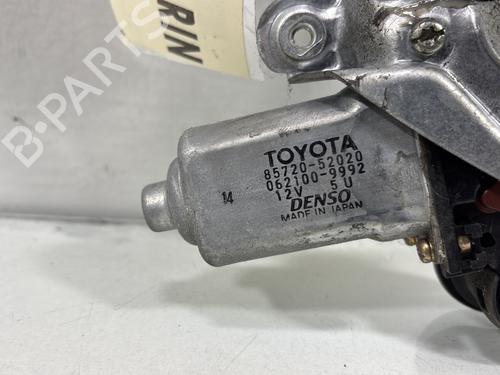 RIN
B-PARTS
TOYOTA
85720-52020
062100-9992
12V 5U
DENSO
MADE IN JAPAN
14